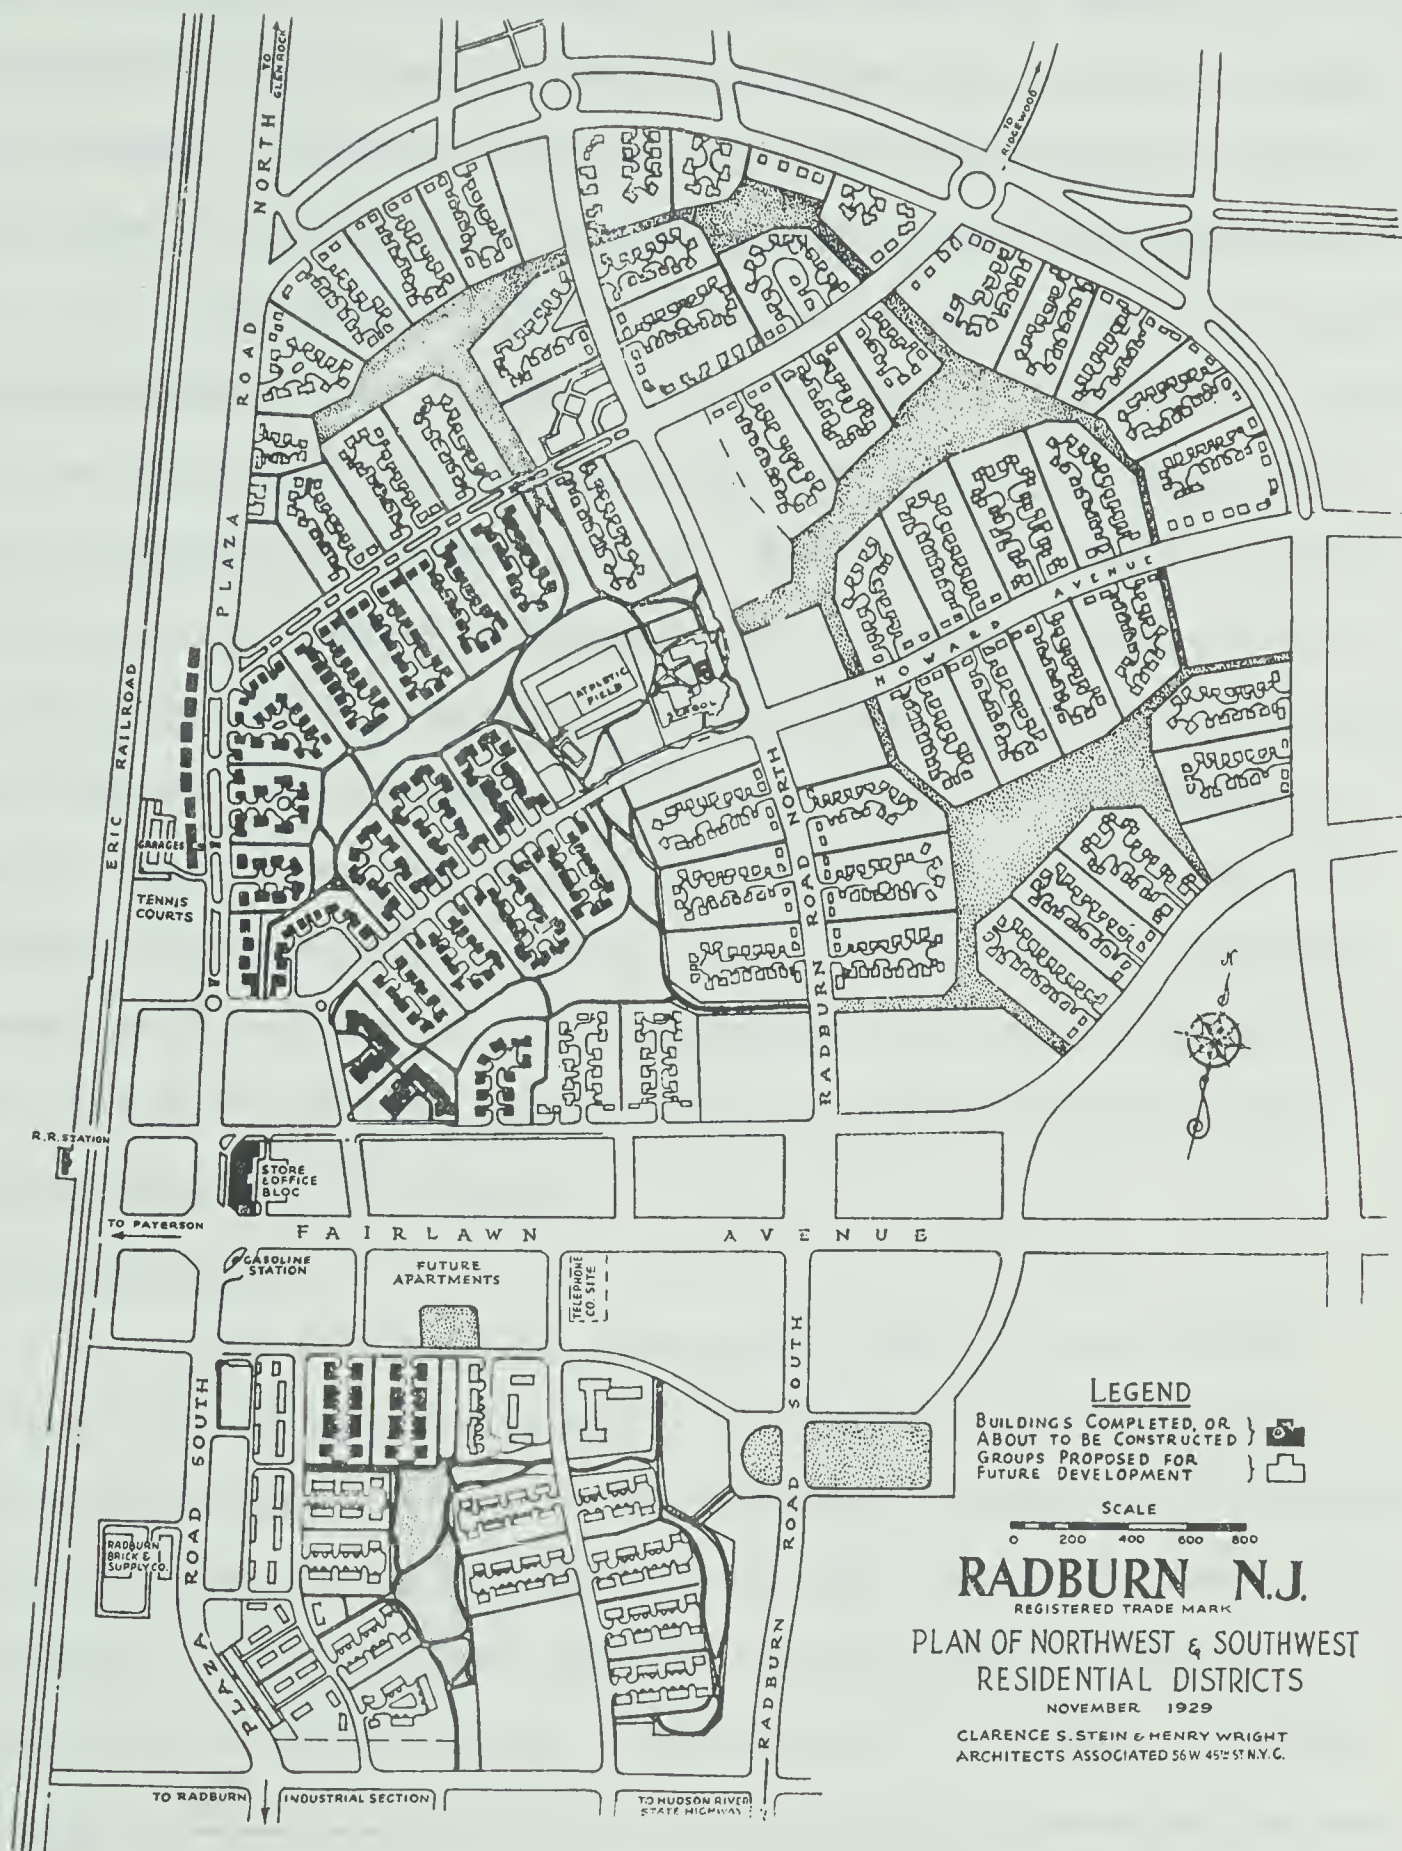 TO
GLEN ROCK
TO
RIDGEWOOD
PLAZA ROAD NORTH
ERIC RAILROAD
HOWARD AVENUE
ATHLETIC
FIELD
SCHOOL
GARAGES
TENNIS
COURTS
RADBURN ROAD NORTH
N
R.R. STATION
STORE
& OFFICE
BLOC
TO PATERSON
FAIRLAWN AVENUE
GASOLINE
STATION
FUTURE
APARTMENTS
TELEPHONE
CO. SITE
PLAZA ROAD SOUTH
RADBURN ROAD SOUTH
RADBURN
BRICK &
SUPPLY CO.
LEGEND
BUILDINGS COMPLETED, OR
ABOUT TO BE CONSTRUCTED
GROUPS PROPOSED FOR
FUTURE DEVELOPMENT
SCALE
0 200 400 600 800
RADBURN N.J.
REGISTERED TRADE MARK
PLAN OF NORTHWEST & SOUTHWEST
RESIDENTIAL DISTRICTS
NOVEMBER 1929
CLARENCE S. STEIN & HENRY WRIGHT
ARCHITECTS ASSOCIATED 56 W 45TH ST N.Y.C.
TO RADBURN INDUSTRIAL SECTION
TO HUDSON RIVER
STATE HIGHWAY